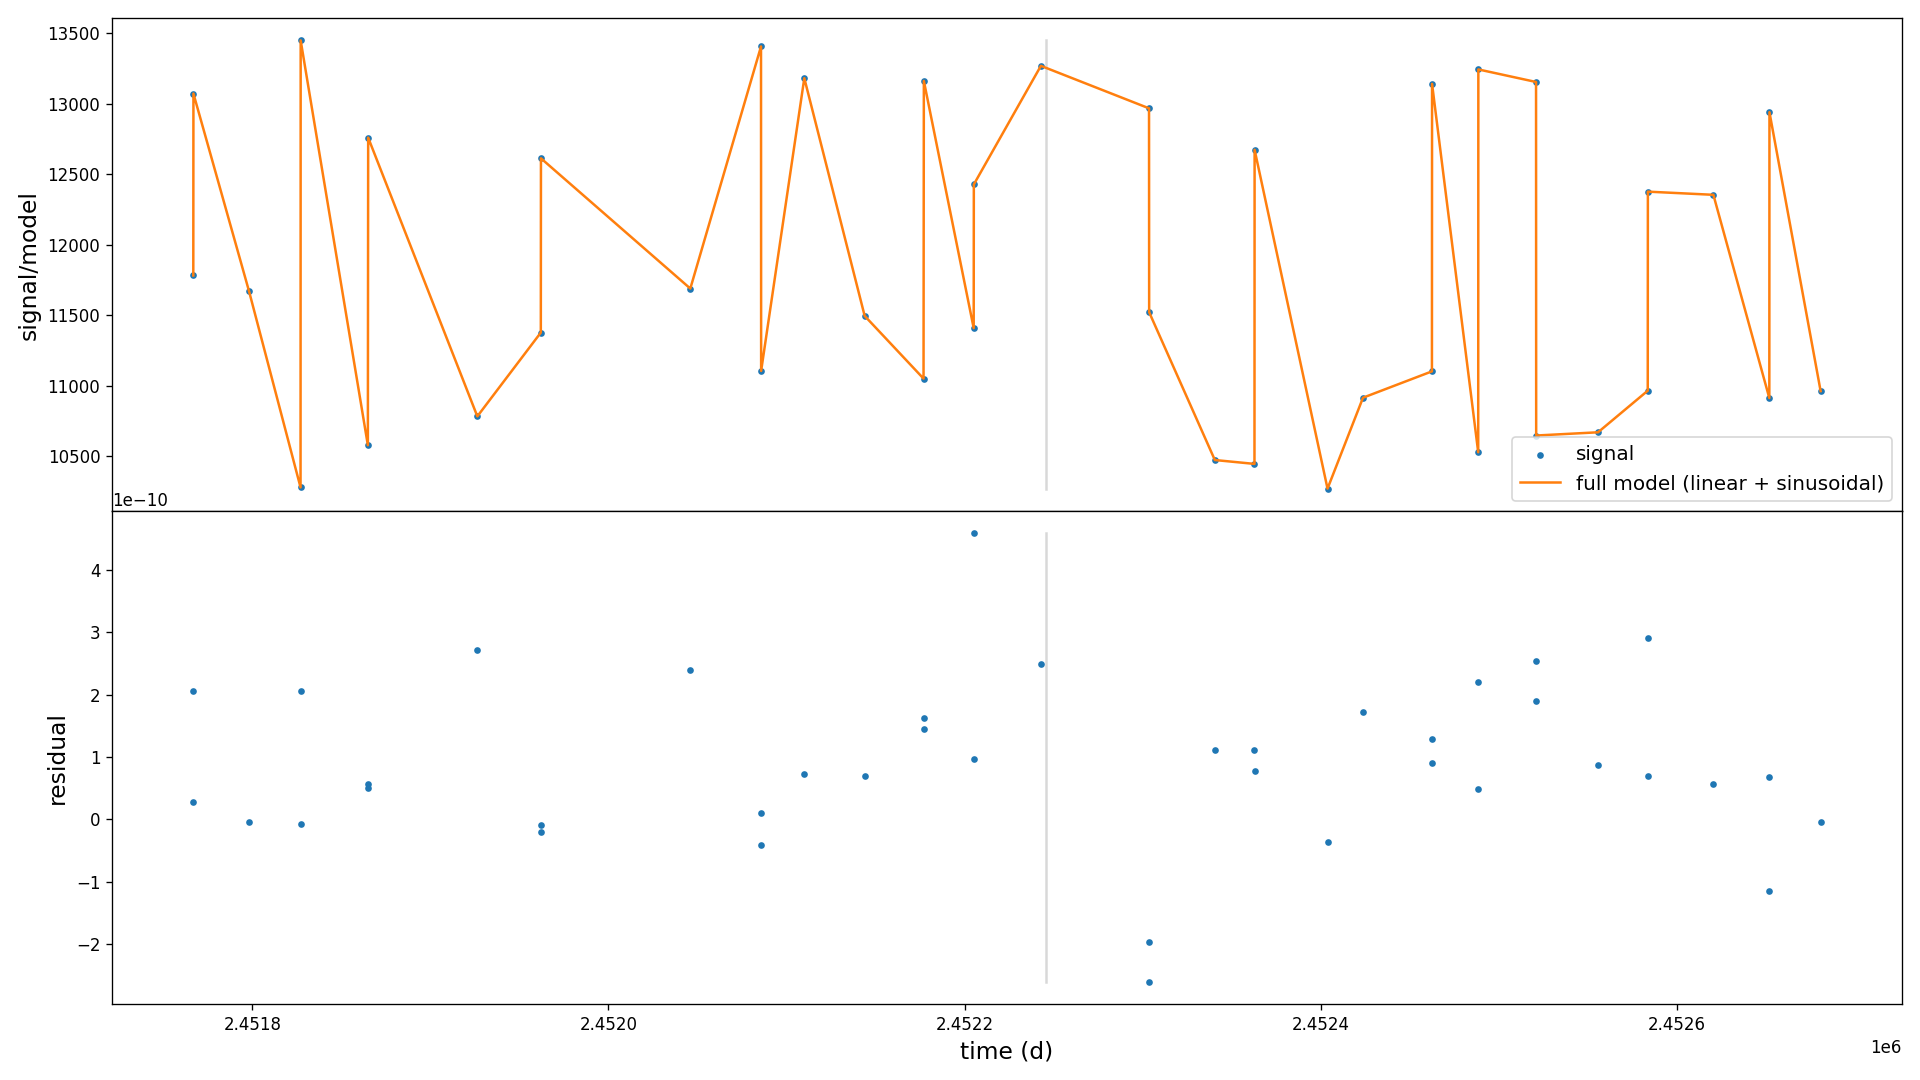 13500
13000
12500
12000
11500
11000
10500
signal/model
signal
full model (linear + sinusoidal)
1e−10
4
3
2
1
0
−1
−2
residual
2.4518
2.4520
2.4522
2.4524
2.4526
1e6
time (d)